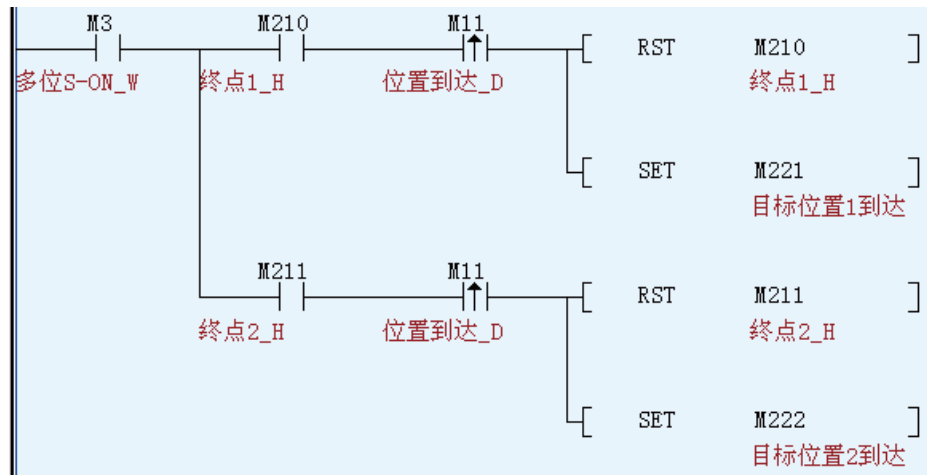 M3 M210 M11
RST M210
多位S-ON_W 终点1_H 位置到达_D 终点1_H
SET M221
目标位置1到达
M211 M11
RST M211
终点2_H 位置到达_D 终点2_H
SET M222
目标位置2到达